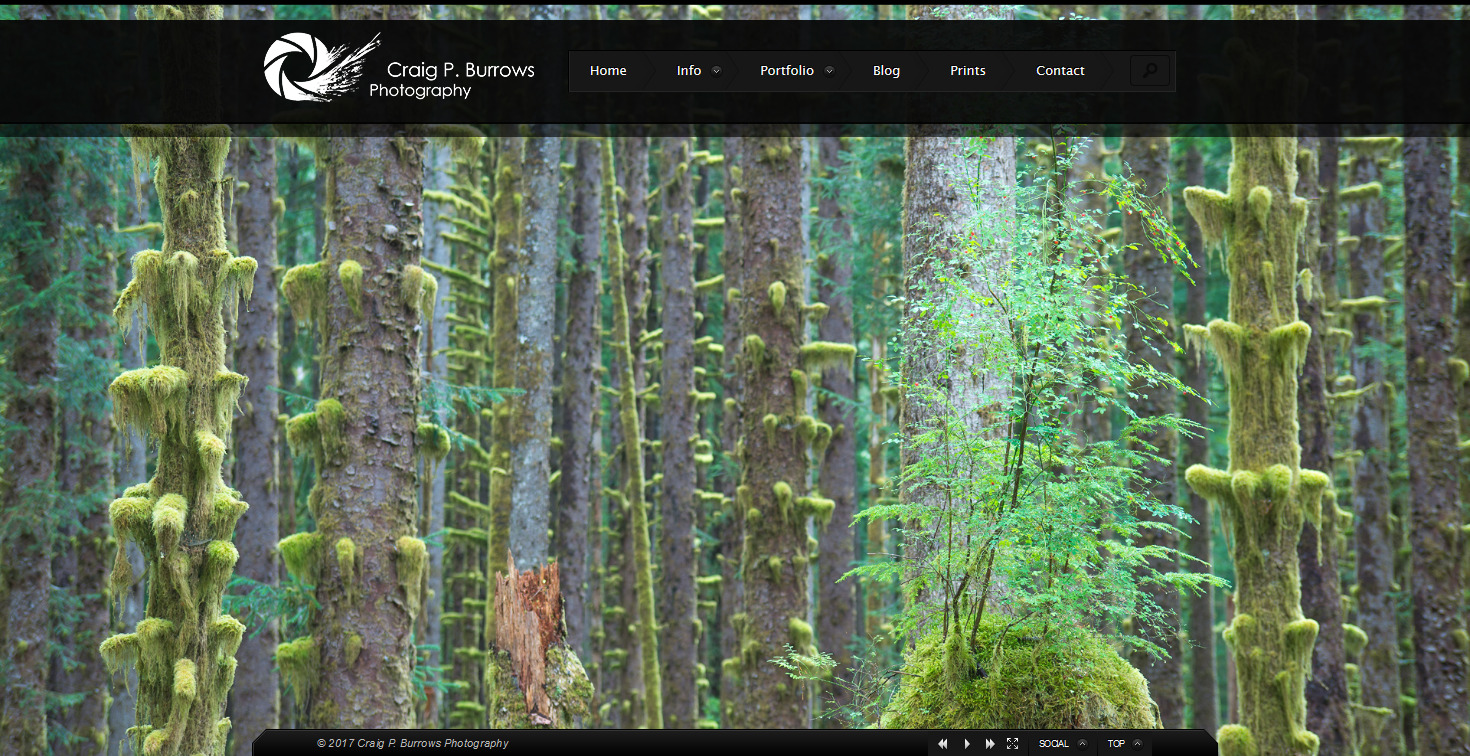 Craig P. Burrows
Photography
Home Info Portfolio Blog Prints Contact
© 2017 Craig P. Burrows Photography
SOCIAL TOP